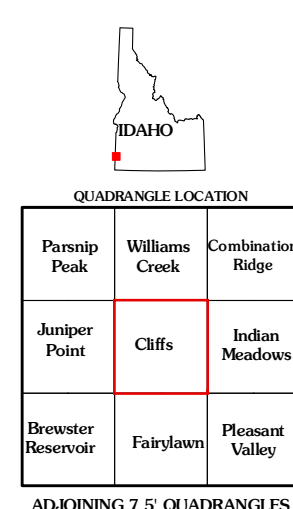 IDAHO
QUADRANGLE LOCATION
Parsnip Peak
Williams Creek
Combination Ridge
Juniper Point
Cliffs
Indian Meadows
Brewster Reservoir
Fairylawn
Pleasant Valley
ADJOINING 7.5' QUADRANGLES